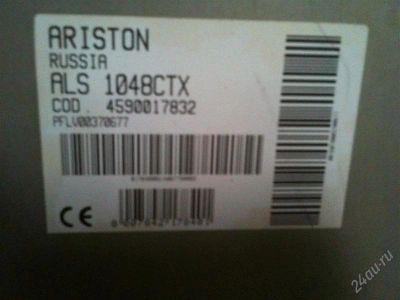 ARISTON
RUSSIA
ALS 1048CTX
COD. 4590017832
PFLV00370677
CE
24au.ru